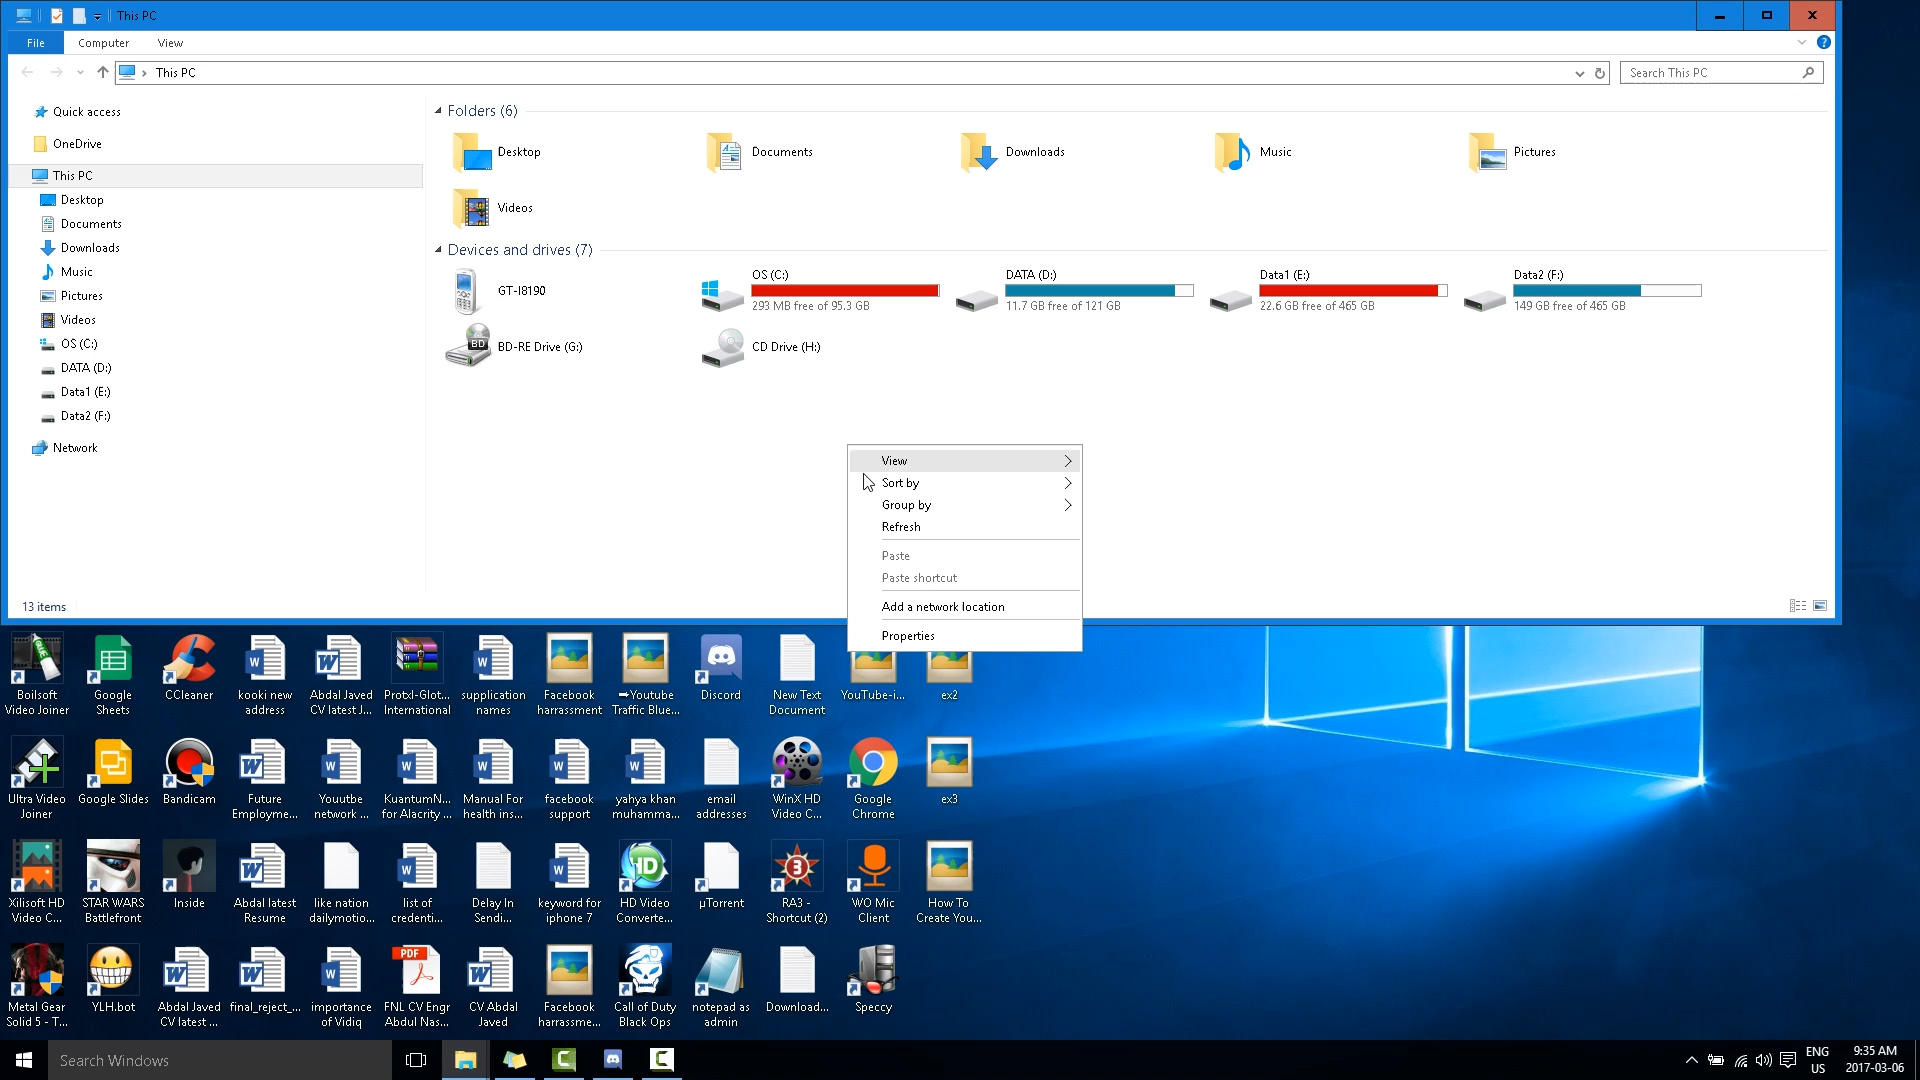 This PC
File Computer View
This PC
Search This PC
Quick access
OneDrive
This PC
Desktop
Documents
Downloads
Music
Pictures
Videos
OS (C:)
DATA (D:)
Data1 (E:)
Data2 (F:)
Network
Folders (6)
Desktop Documents Downloads Music Pictures
Videos
Devices and drives (7)
GT-I8190
OS (C:)
293 MB free of 95.3 GB
DATA (D:)
11.7 GB free of 121 GB
Data1 (E:)
22.6 GB free of 465 GB
Data2 (F:)
149 GB free of 465 GB
BD
BD-RE Drive (G:)
CD Drive (H:)
View
Sort by
Group by
Refresh
Paste
Paste shortcut
Add a network location
Properties
13 items
Boilsoft
Video Joiner
Google
Sheets
CCleaner
kooki new
address
Abdal Javed
CV latest J...
Protxl-Glot...
International
supplication
names
Facebook
harrassment
➡Youtube
Traffic Blue...
Discord
New Text
Document
YouTube-i...
ex2
Ultra Video
Joiner
Google Slides
Bandicam
Future
Employme...
Youutbe
network ...
KuantumN...
for Alacrity ...
Manual For
health ins...
facebook
support
yahya khan
muhamma...
email
addresses
WinX HD
Video C...
Google
Chrome
ex3
Xilisoft HD
Video C...
STAR WARS
Battlefront
Inside
Abdal latest
Resume
like nation
dailymotio...
list of
credenti...
Delay In
Sendi...
keyword for
iphone 7
HD
HD Video
Converte...
µTorrent
3
RA3 -
Shortcut (2)
WO Mic
Client
How To
Create You...
Metal Gear
Solid 5 - T...
YLH.bot
Abdal Javed
CV latest ...
final_reject_...
importance
of Vidiq
PDF
FNL CV Engr
Abdul Nas...
CV Abdal
Javed
Facebook
harrassme...
Call of Duty
Black Ops
notepad as
admin
Download...
Speccy
Search Windows
ENG
US
9:35 AM
2017-03-06